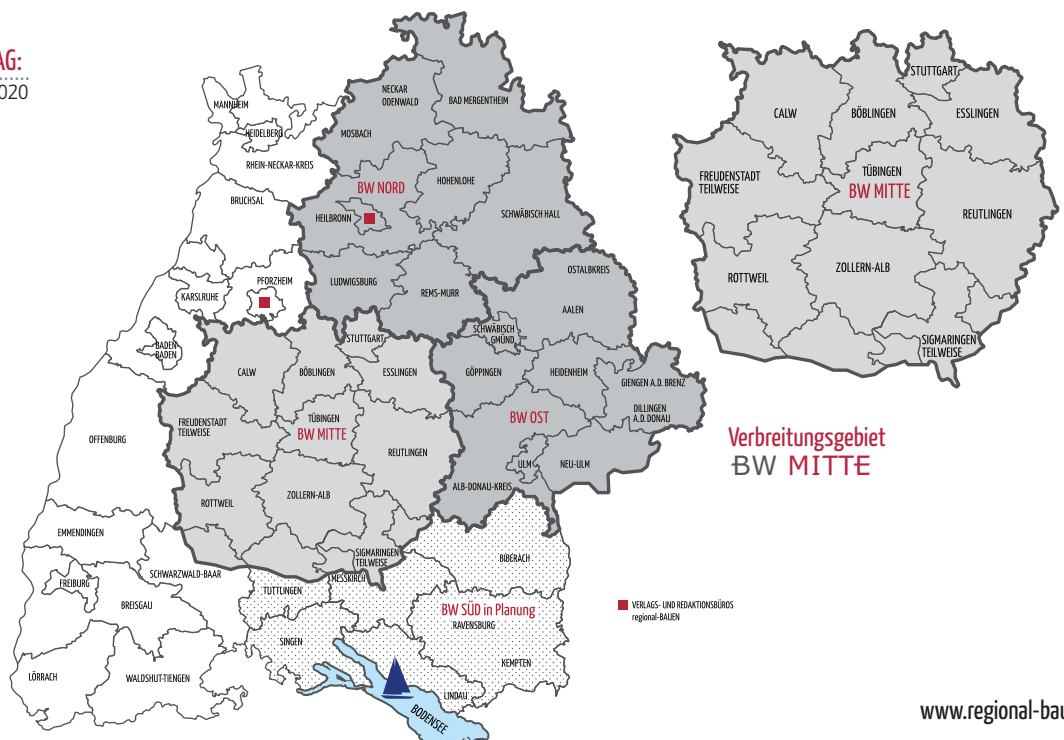 AG:
020
MANNHEIM
HEIDELBERG
RHEIN-NECKAR-KREIS
BRUCHSAL
KARLSRUHE
PFORZHEIM
BADEN
BADEN
OFFENBURG
EMMENDINGEN
FREIBURG
SCHWARZWALD-BAAR
BREISGAU
LÖRRACH
WALDSHUT-TIENGEN
NECKAR
ODENWALD
BAD MERGENTHEIM
MOSBACH
BW NORD
HOHENLOHE
HEILBRONN
SCHWÄBISCH HALL
LUDWIGSBURG
REMS-MURR
OSTALBKREIS
AALEN
SCHWÄBISCH
GMÜND
GÖPPINGEN
HEIDENHEIM
GIENGEN A.D. BRENZ
DILLINGEN
A.D. DONAU
BW OST
ULM
NEU-ULM
ALB-DONAU-KREIS
STUTTGART
CALW
BÖBLINGEN
ESSLINGEN
FREUDENSTADT
TEILWEISE
TÜBINGEN
BW MITTE
REUTLINGEN
ROTTWEIL
ZOLLERN-ALB
SIGMARINGEN
TEILWEISE
TUTTLINGEN
MESSKIRCH
BIBERACH
BW SÜD in Planung
RAVENSBURG
SINGEN
KEMPTEN
LINDAU
BODENSEE
STUTTGART
CALW
BÖBLINGEN
ESSLINGEN
FREUDENSTADT
TEILWEISE
TÜBINGEN
BW MITTE
REUTLINGEN
ROTTWEIL
ZOLLERN-ALB
SIGMARINGEN
TEILWEISE
Verbreitungsgebiet
BW MITTE
VERLAGS- UND REDAKTIONSBÜROS
regional-BAUEN
www.regional-bau